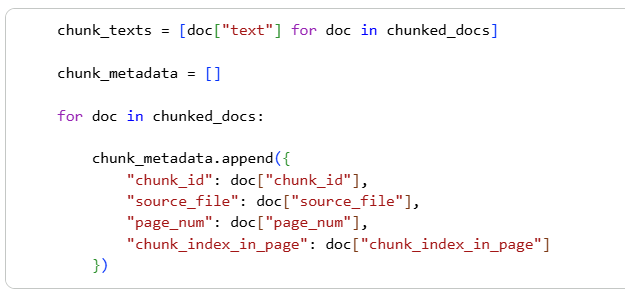 chunk_texts = [doc["text"] for doc in chunked_docs]
chunk_metadata = []
for doc in chunked_docs:
    chunk_metadata.append({
        "chunk_id": doc["chunk_id"],
        "source_file": doc["source_file"],
        "page_num": doc["page_num"],
        "chunk_index_in_page": doc["chunk_index_in_page"]
    })